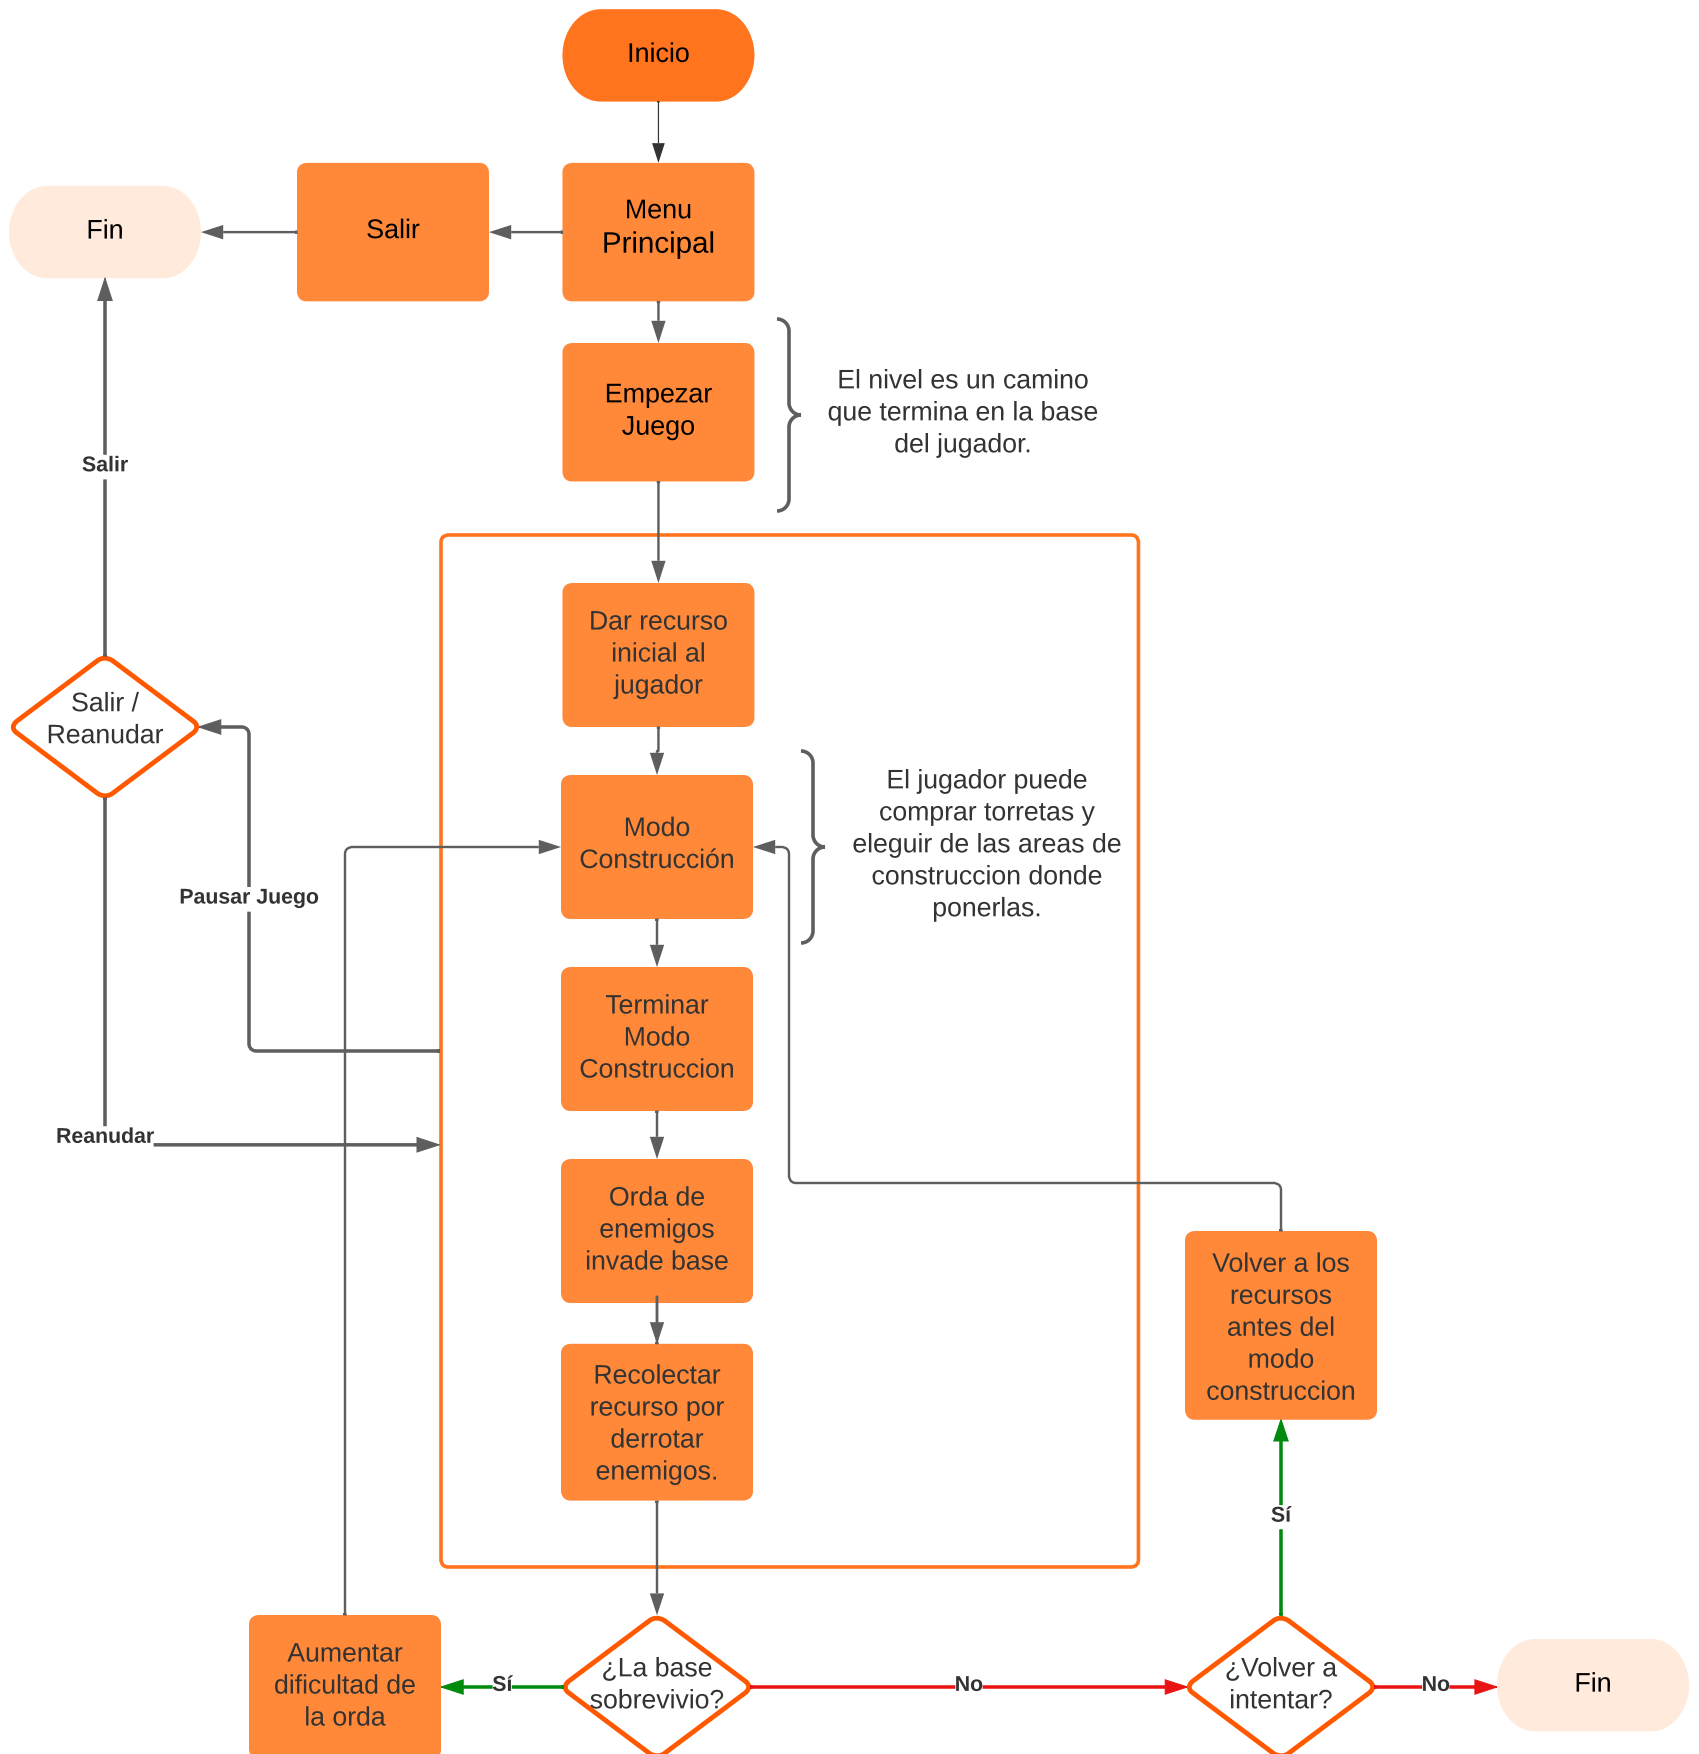 Inicio
Fin
Salir
Menu
Principal
Empezar
Juego
El nivel es un camino
que termina en la base
del jugador.
Salir
Dar recurso
inicial al
jugador
Salir /
Reanudar
Modo
Construcción
El jugador puede
comprar torretas y
eleguir de las areas de
construccion donde
ponerlas.
Pausar Juego
Terminar
Modo
Construccion
Reanudar
Orda de
enemigos
invade base
Volver a los
recursos
antes del
modo
construccion
Recolectar
recurso por
derrotar
enemigos.
Sí
Aumentar
dificultad de
la orda
Sí
¿La base
sobrevivio?
No
¿Volver a
intentar?
No
Fin